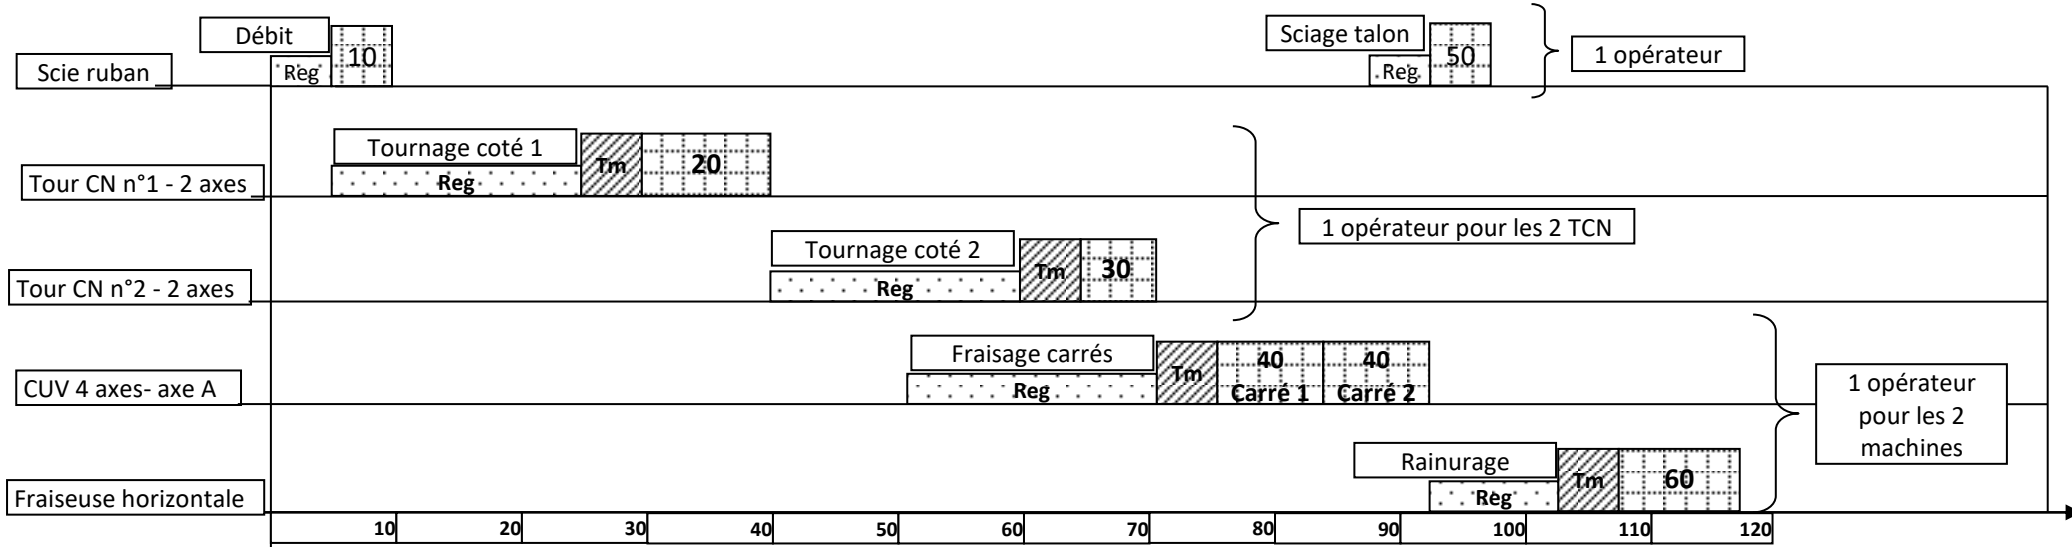 Débit
Sciage talon
Scie ruban
Reg
10
Reg
50
1 opérateur
Tournage coté 1
Tour CN n°1 - 2 axes
Reg
Tm
20
1 opérateur pour les 2 TCN
Tournage coté 2
Tour CN n°2 - 2 axes
Reg
Tm
30
Fraisage carrés
CUV 4 axes- axe A
Reg
Tm
40
Carré 1
40
Carré 2
1 opérateur
pour les 2
machines
Rainurage
Fraiseuse horizontale
Reg
Tm
60
10 20 30 40 50 60 70 80 90 100 110 120